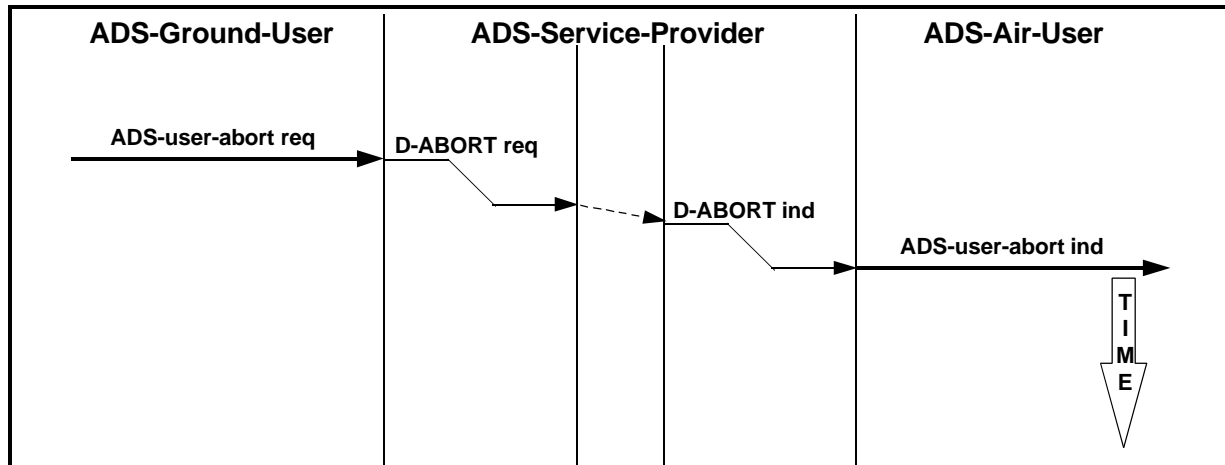 ADS-Ground-User
ADS-Service-Provider
ADS-Air-User
ADS-user-abort req
D-ABORT req
D-ABORT ind
ADS-user-abort ind
T
I
M
E